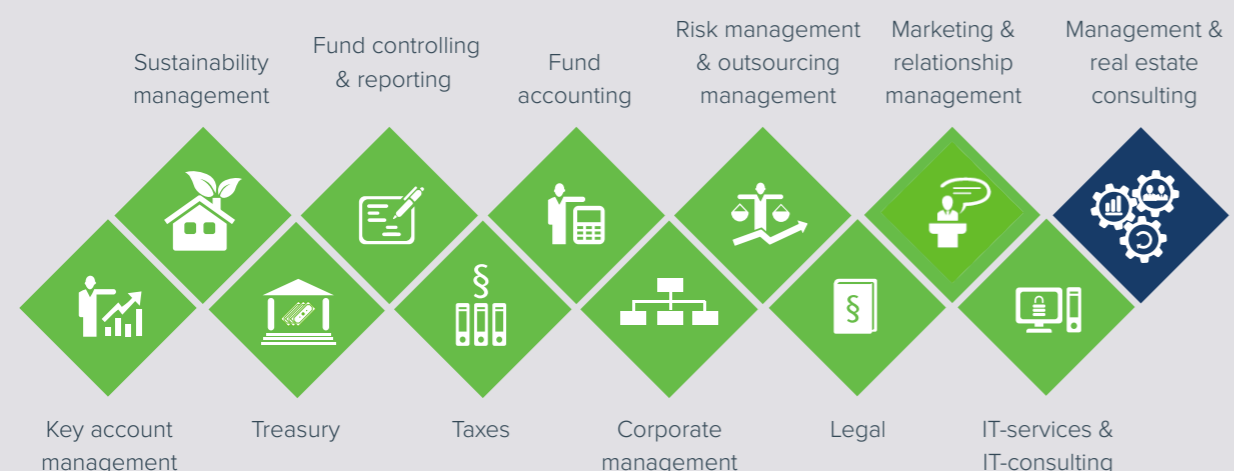 Sustainability
management
Fund controlling
& reporting
Fund
accounting
Risk management
& outsourcing
management
Marketing &
relationship
management
Management &
real estate
consulting
§
§
Key account
management
Treasury
Taxes
Corporate
management
Legal
IT-services &
IT-consulting